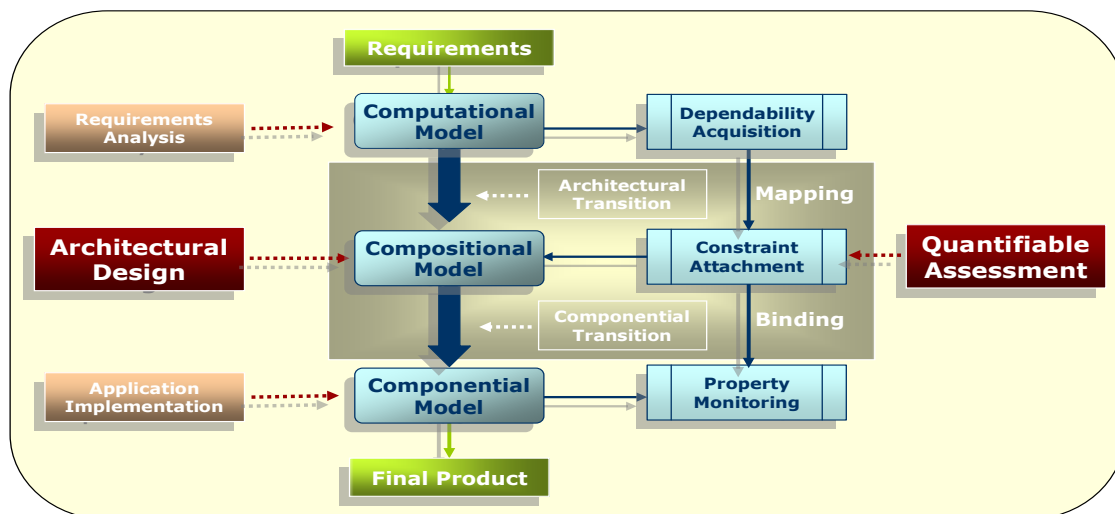 Requirements
Requirements
Analysis
Computational
Model
Dependability
Acquisition
Architectural
Transition
Mapping
Architectural
Design
Compositional
Model
Constraint
Attachment
Quantifiable
Assessment
Componential
Transition
Binding
Application
Implementation
Componential
Model
Property
Monitoring
Final Product